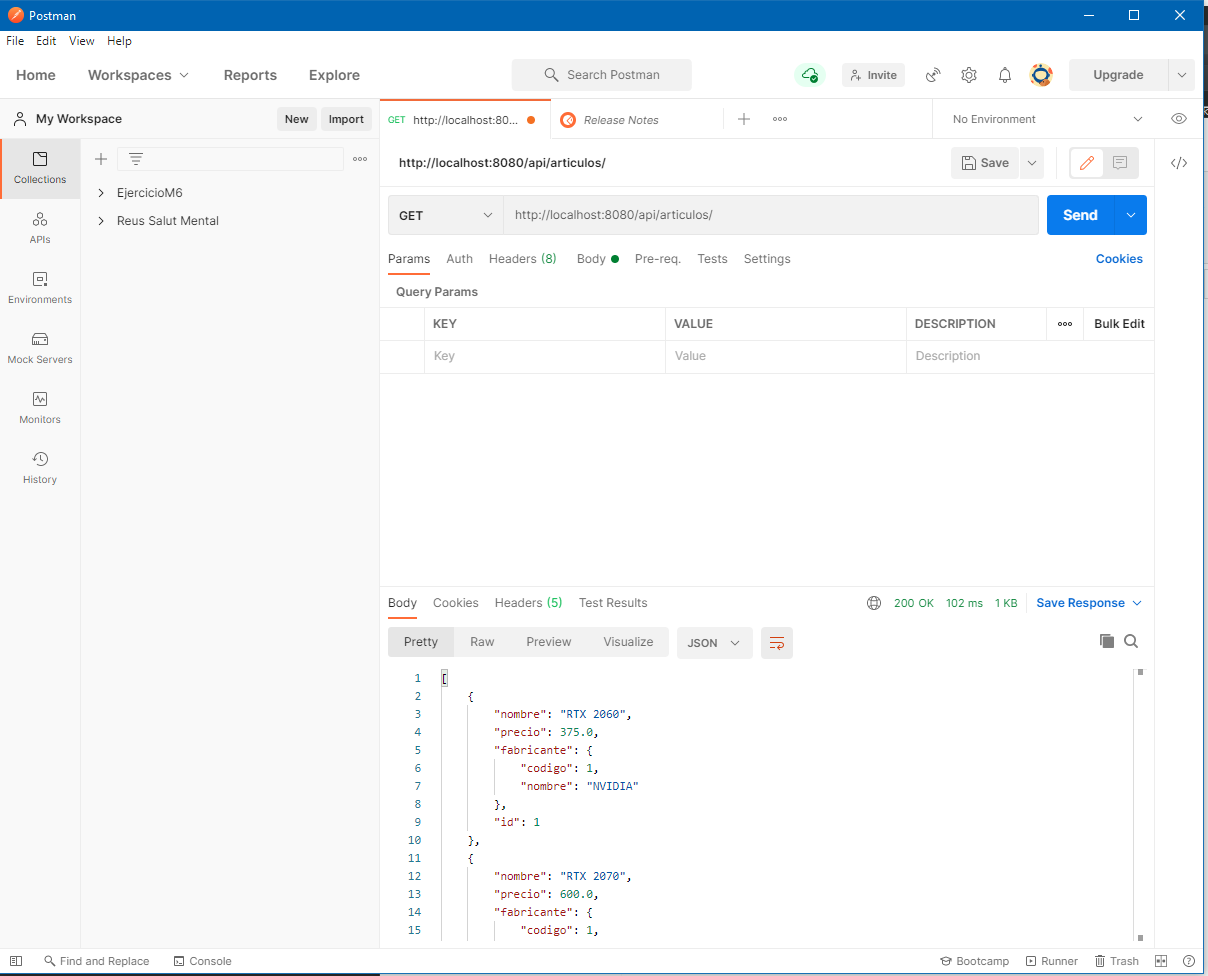 Postman
File Edit View Help
Home Workspaces Reports Explore Search Postman Invite Upgrade
My Workspace New Import GET http://localhost:80... Release Notes No Environment
Collections
APIs
Environments
Mock Servers
Monitors
History
EjercicioM6
Reus Salut Mental
http://localhost:8080/api/articulos/ Save
GET http://localhost:8080/api/articulos/ Send
Params Auth Headers (8) Body Pre-req. Tests Settings Cookies
Query Params
KEY VALUE DESCRIPTION Bulk Edit
Key Value Description
Body Cookies Headers (5) Test Results 200 OK 102 ms 1 KB Save Response
Pretty Raw Preview Visualize JSON
1 [
2 {
3 "nombre": "RTX 2060",
4 "precio": 375.0,
5 "fabricante": {
6 "codigo": 1,
7 "nombre": "NVIDIA"
8 },
9 "id": 1
10 },
11 {
12 "nombre": "RTX 2070",
13 "precio": 600.0,
14 "fabricante": {
15 "codigo": 1,
Find and Replace Console Bootcamp Runner Trash